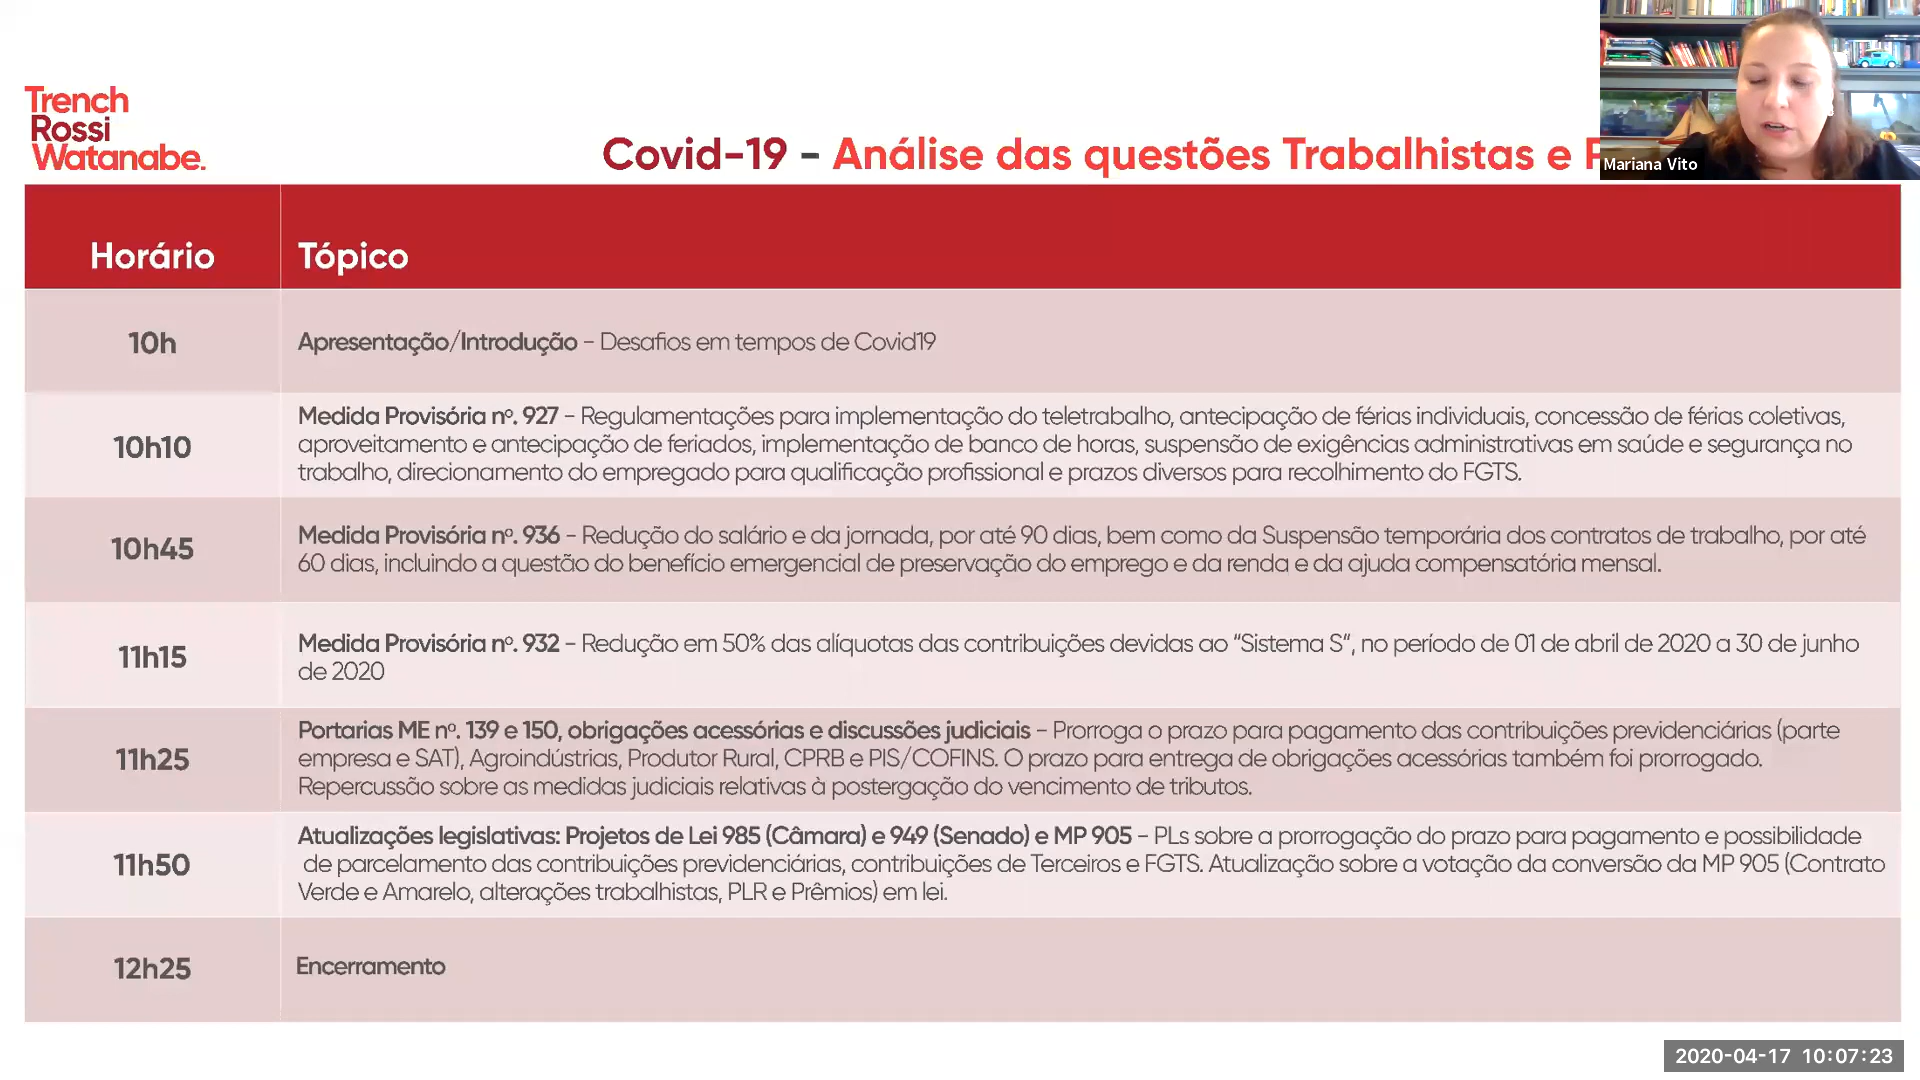 Trench
Rossi
Watanabe.
Covid-19 - Análise das questões Trabalhistas e
Mariana Vito
Horário
Tópico
10h
Apresentação/Introdução - Desafios em tempos de Covid19
10h10
Medida Provisória nº. 927 - Regulamentações para implementação do teletrabalho, antecipação de férias individuais, concessão de férias coletivas,
aproveitamento e antecipação de feriados, implementação de banco de horas, suspensão de exigências administrativas em saúde e segurança no
trabalho, direcionamento do empregado para qualificação profissional e prazos diversos para recolhimento do FGTS.
10h45
Medida Provisória nº. 936 - Redução do salário e da jornada, por até 90 dias, bem como da Suspensão temporária dos contratos de trabalho, por até
60 dias, incluindo a questão do benefício emergencial de preservação do emprego e da renda e da ajuda compensatória mensal.
11h15
Medida Provisória nº. 932 - Redução em 50% das alíquotas das contribuições devidas ao “Sistema S”, no período de 01 de abril de 2020 a 30 de junho
de 2020
11h25
Portarias ME nº. 139 e 150, obrigações acessórias e discussões judiciais - Prorroga o prazo para pagamento das contribuições previdenciárias (parte
empresa e SAT), Agroindústrias, Produtor Rural, CPRB e PIS/COFINS. O prazo para entrega de obrigações acessórias também foi prorrogado.
Repercussão sobre as medidas judiciais relativas à postergação do vencimento de tributos.
11h50
Atualizações legislativas: Projetos de Lei 985 (Câmara) e 949 (Senado) e MP 905 - PLs sobre a prorrogação do prazo para pagamento e possibilidade
de parcelamento das contribuições previdenciárias, contribuições de Terceiros e FGTS. Atualização sobre a votação da conversão da MP 905 (Contrato
Verde e Amarelo, alterações trabalhistas, PLR e Prêmios) em lei.
12h25
Encerramento
2020-04-17 10:07:23